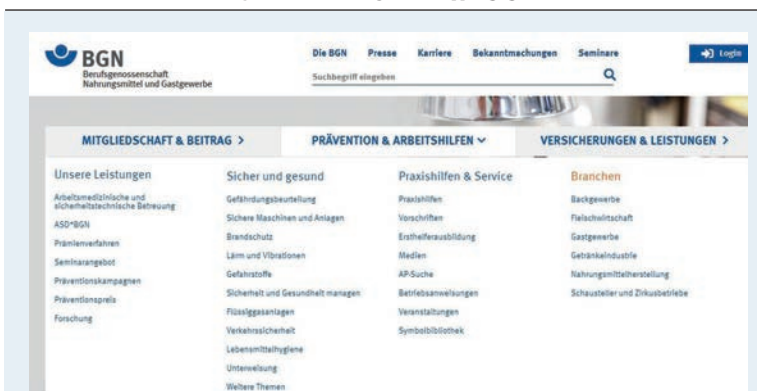 BGN
Berufsgenossenschaft
Nahrungsmittel und Gastgewerbe
Die BGN Presse Karriere Bekanntmachungen Seminare
Login
Suchbegriff eingeben
MITGLIEDSCHAFT & BEITRAG >
PRÄVENTION & ARBEITSHILFEN
VERSICHERUNGEN & LEISTUNGEN >
Unsere Leistungen
Arbeitsmedizinische und
sicherheitstechnische Betreuung
ASD*BGN
Prämienverfahren
Seminarangebot
Präventionskampagnen
Präventionspreis
Forschung
Sicher und gesund
Gefährdungsbeurteilung
Sichere Maschinen und Anlagen
Brandschutz
Lärm und Vibrationen
Gefahrstoffe
Sicherheit und Gesundheit managen
Flüssiggasanlagen
Verkehrssicherheit
Lebensmittelhygiene
Unterweisung
Weitere Themen
Praxishilfen & Service
Praxishilfen
Vorschriften
Ersthelferausbildung
Medien
AP-Suche
Betriebsanweisungen
Veranstaltungen
Symbolbibliothek
Branchen
Backgewerbe
Fleischwirtschaft
Gastgewerbe
Getränkeindustrie
Nahrungsmittelherstellung
Schausteller und Zirkusbetriebe